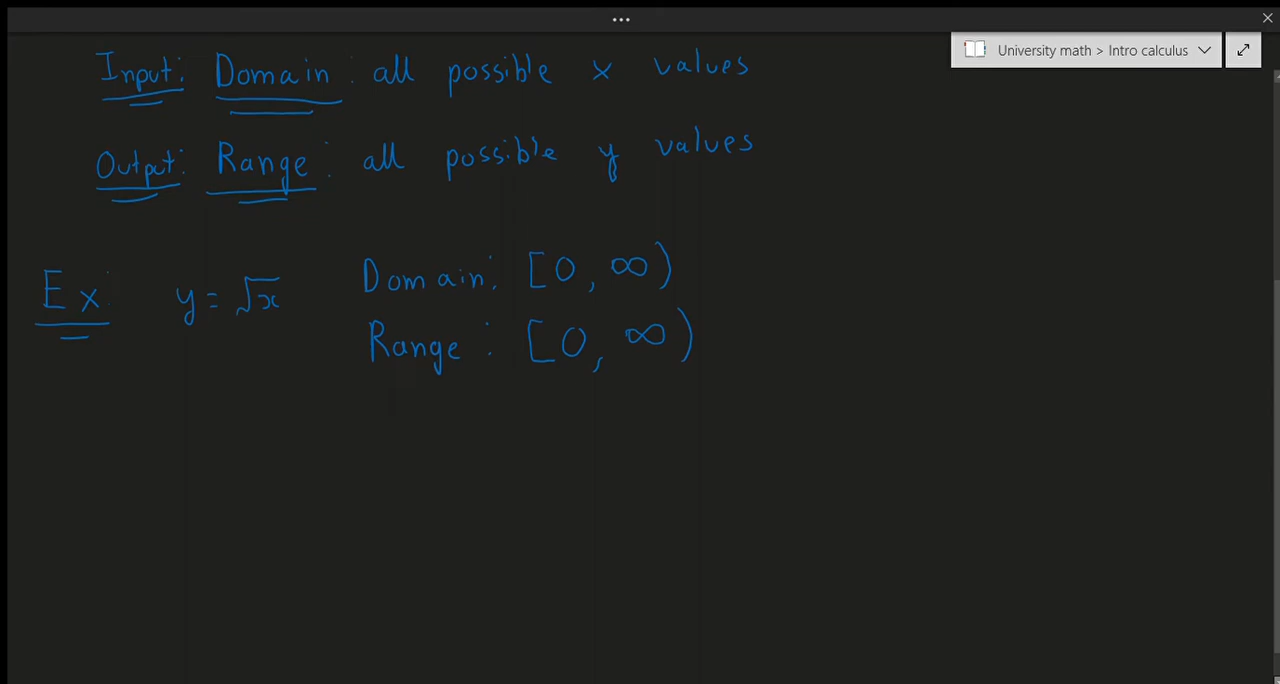 University math > Intro calculus
Input: Domain: all possible x values
Output: Range: all possible y values
Ex: y = √x Domain: [0, ∞)
Range: [0, ∞)